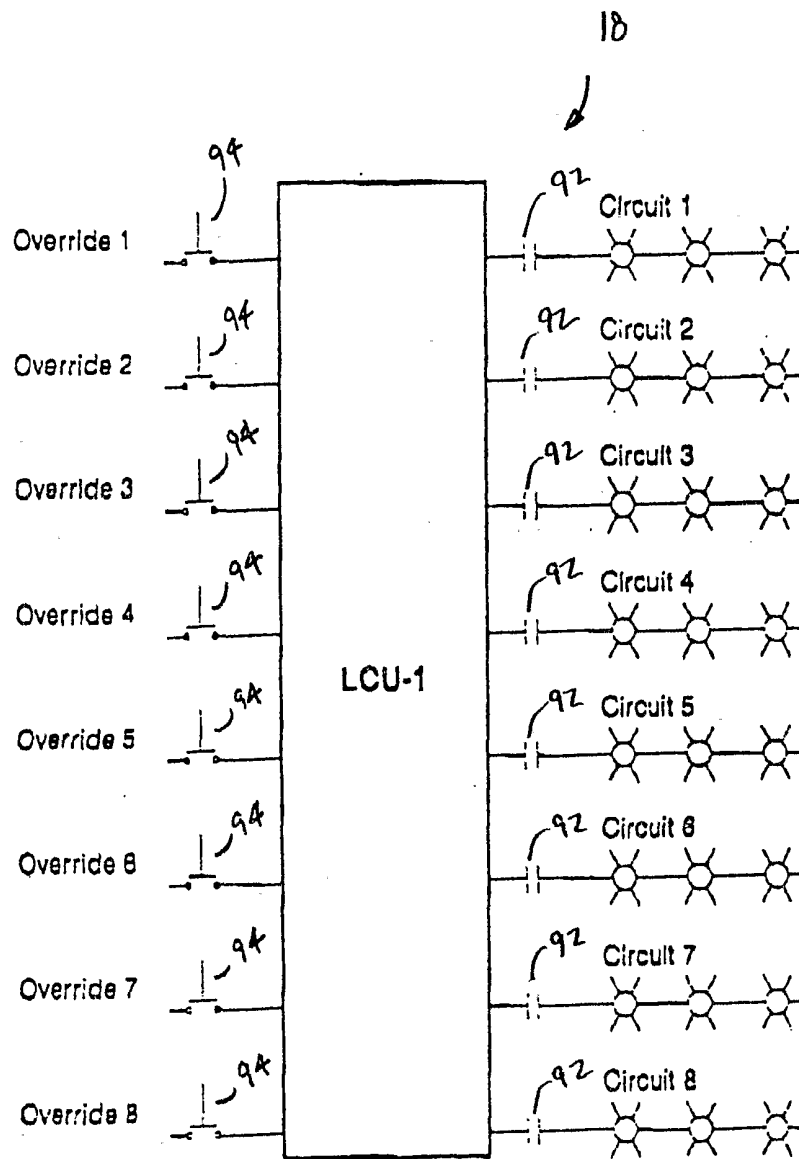 18
94 92 Circuit 1
Override 1
94 92 Circuit 2
Override 2
94 92 Circuit 3
Override 3
94 92 Circuit 4
Override 4
LCU-1
94 92 Circuit 5
Override 5
94 92 Circuit 6
Override 6
94 92 Circuit 7
Override 7
94 92 Circuit 8
Override 8